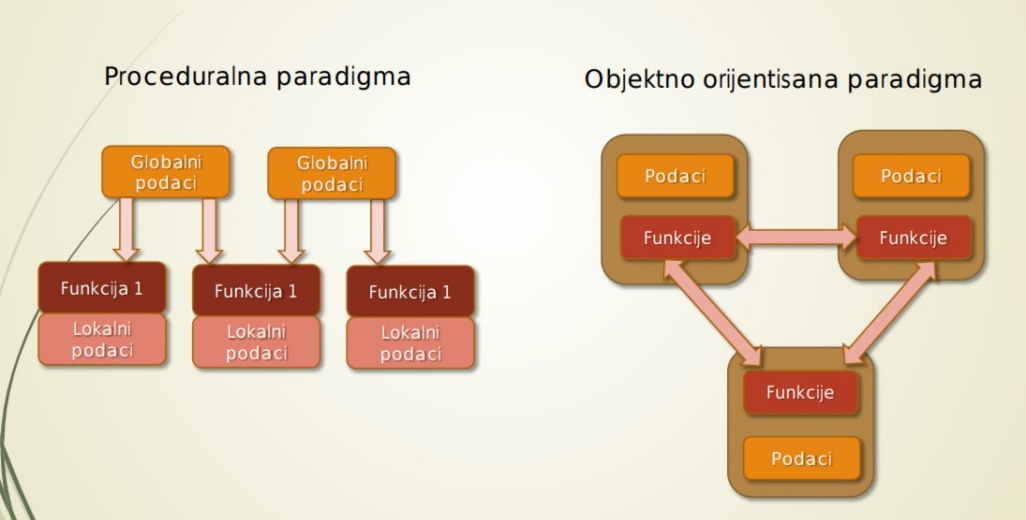 Proceduralna paradigma
Globalni
podaci
Globalni
podaci
Funkcija 1
Lokalni
podaci
Funkcija 1
Lokalni
podaci
Funkcija 1
Lokalni
podaci
Objektno orijentisana paradigma
Podaci
Funkcije
Podaci
Funkcije
Funkcije
Podaci